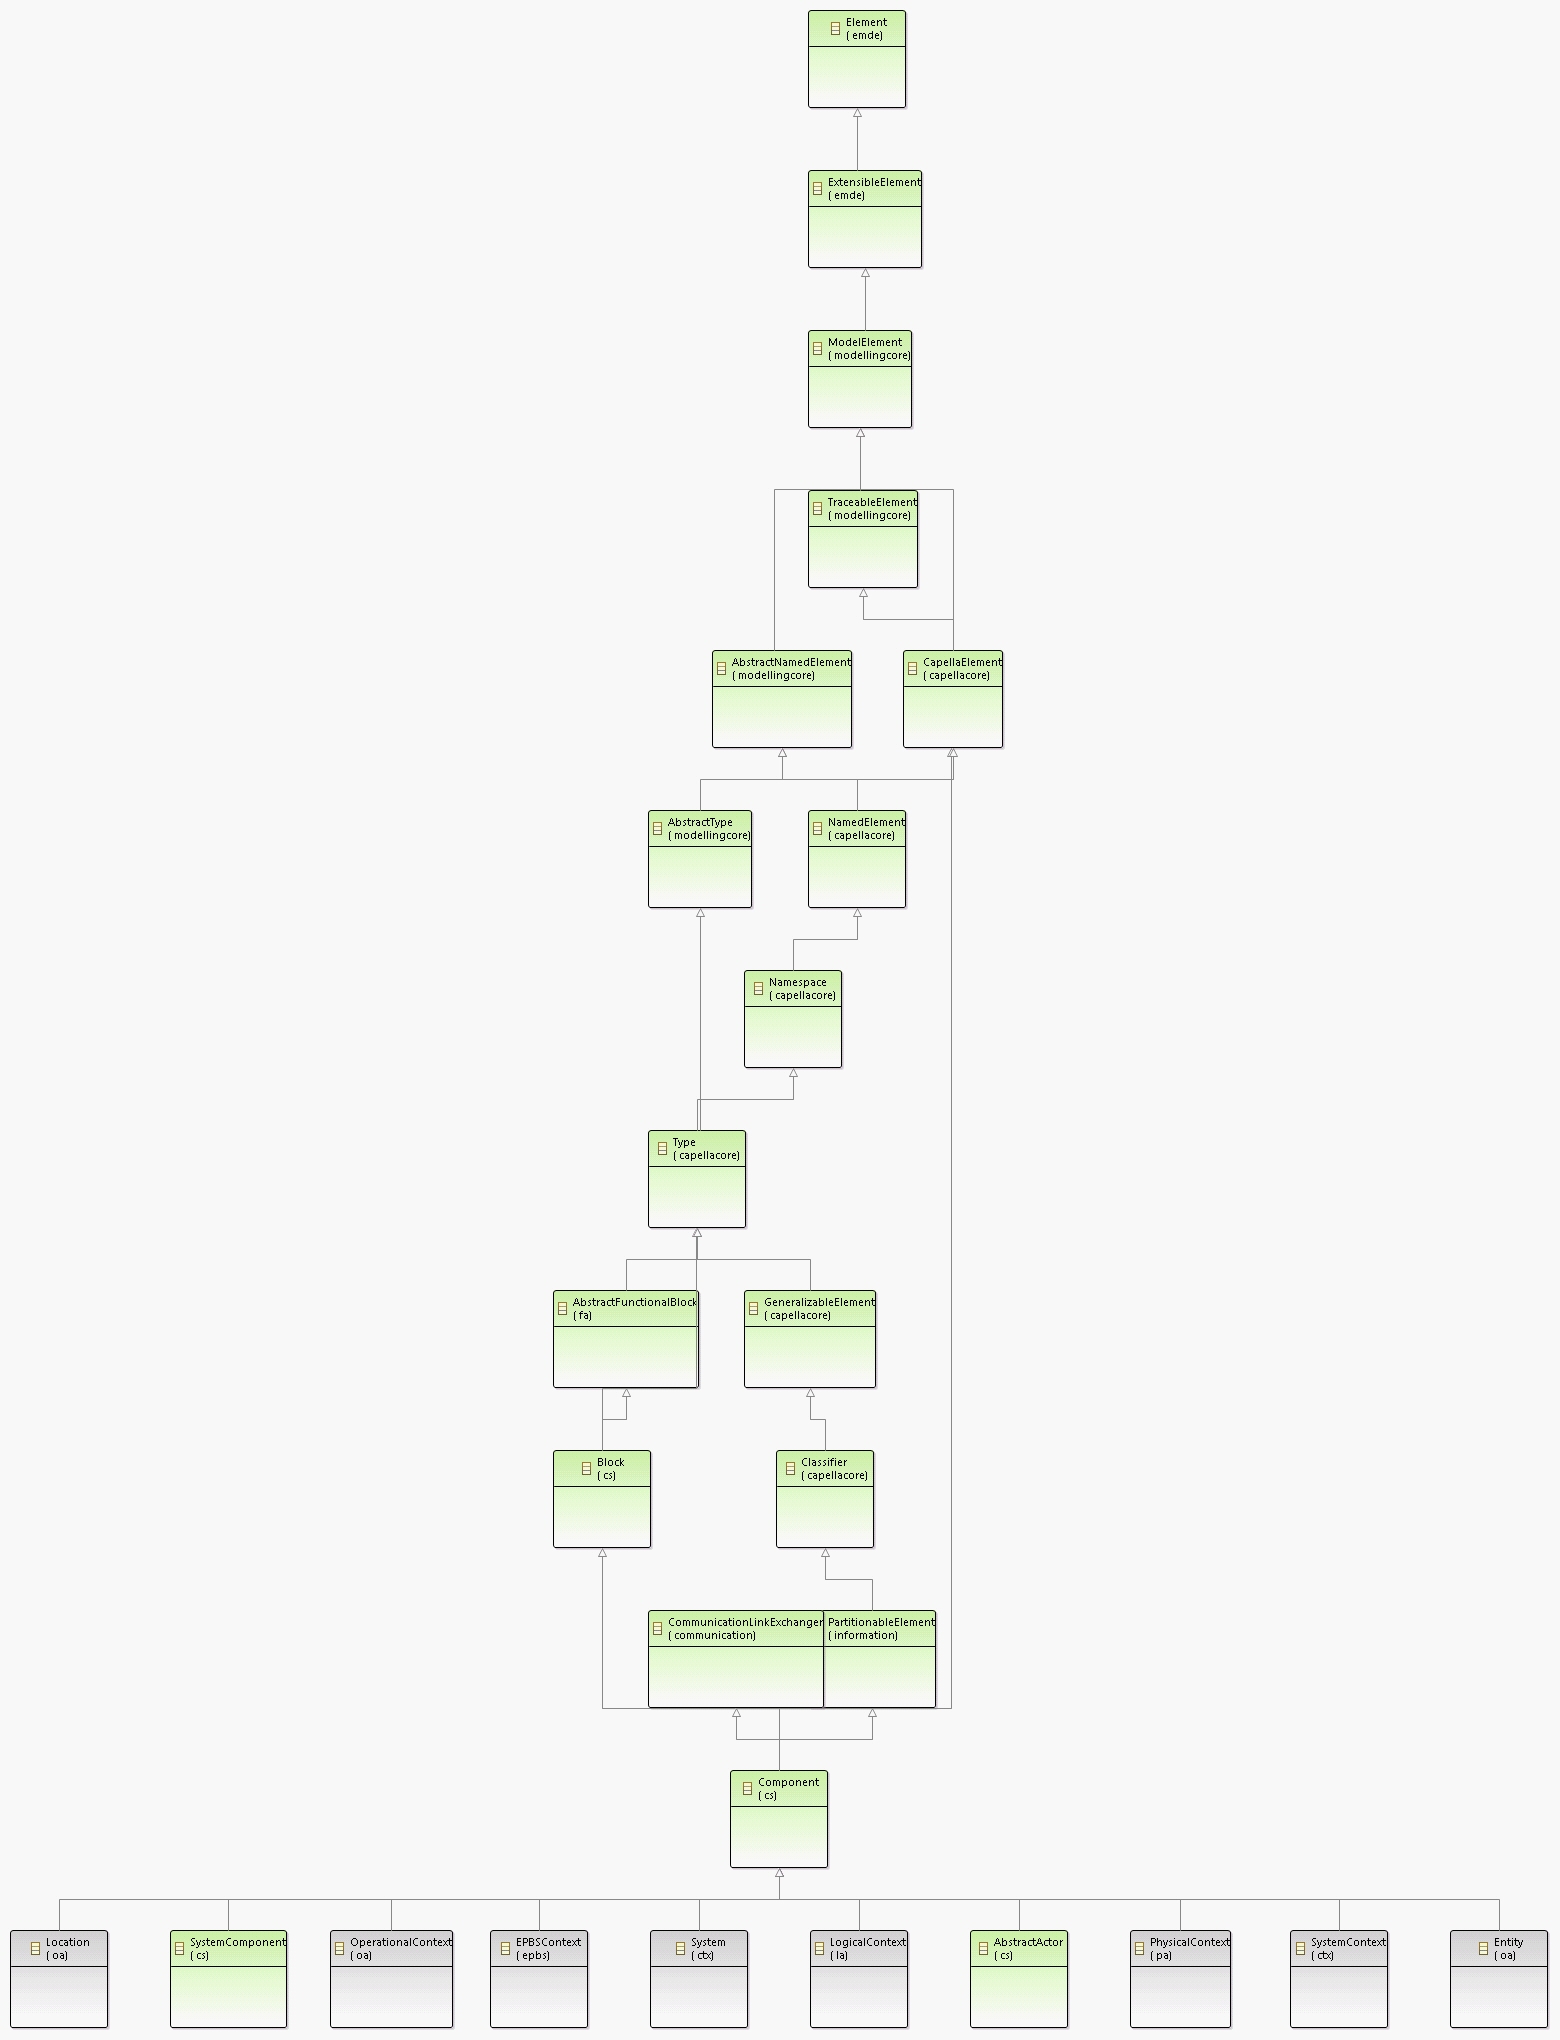 Element
( emde)
ExtensibleElement
( emde)
ModelElement
( modellingcore)
TraceableElement
( modellingcore)
AbstractNamedElement
( modellingcore)
CapellaElement
( capellacore)
AbstractType
( modellingcore)
NamedElement
( capellacore)
Namespace
( capellacore)
Type
( capellacore)
AbstractFunctionalBlock
( fa)
GeneralizableElement
( capellacore)
Block
( cs)
Classifier
( capellacore)
CommunicationLinkExchanger
( communication)
PartitionableElement
( information)
Component
( cs)
Location
( oa)
SystemComponent
( cs)
OperationalContext
( oa)
EPBSContext
( epbs)
System
( ctx)
LogicalContext
( la)
AbstractActor
( cs)
PhysicalContext
( pa)
SystemContext
( ctx)
Entity
( oa)